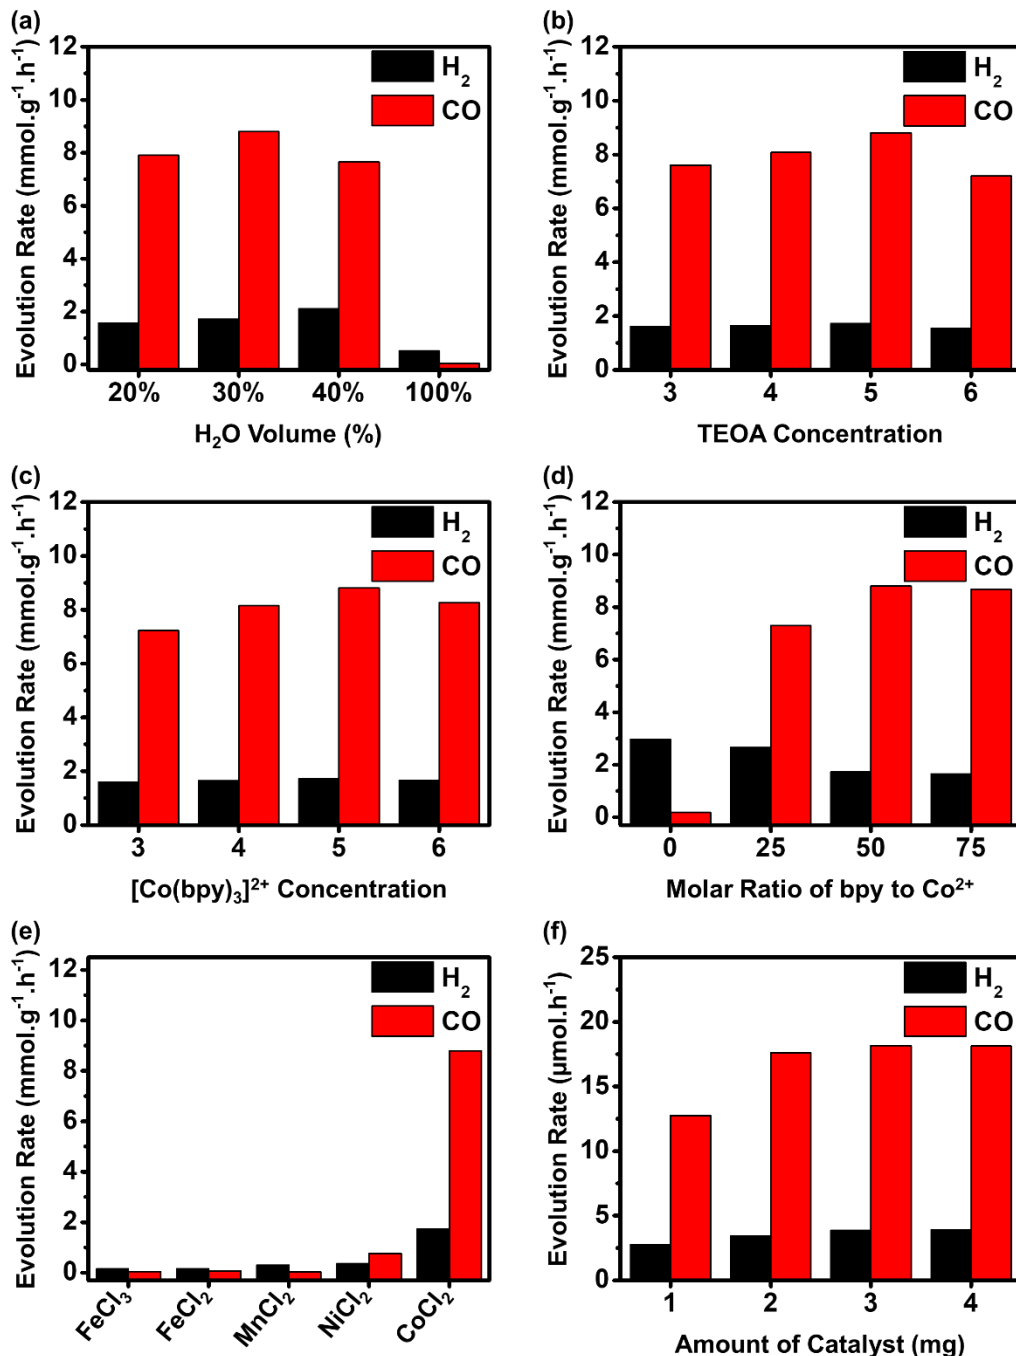 (a)
Evolution Rate (mmol.g⁻¹.h⁻¹)
12
10
8
6
4
2
0
H₂
CO
20% 30% 40% 100%
H₂O Volume (%)
(b)
Evolution Rate (mmol.g⁻¹.h⁻¹)
12
10
8
6
4
2
0
H₂
CO
3 4 5 6
TEOA Concentration
(c)
Evolution Rate (mmol.g⁻¹.h⁻¹)
12
10
8
6
4
2
0
H₂
CO
3 4 5 6
[Co(bpy)₃]²⁺ Concentration
(d)
Evolution Rate (mmol.g⁻¹.h⁻¹)
12
10
8
6
4
2
0
H₂
CO
0 25 50 75
Molar Ratio of bpy to Co²⁺
(e)
Evolution Rate (mmol.g⁻¹.h⁻¹)
12
10
8
6
4
2
0
H₂
CO
FeCl₃ FeCl₂ MnCl₂ NiCl₂ CoCl₂
(f)
Evolution Rate (µmol.h⁻¹)
25
20
15
10
5
0
H₂
CO
1 2 3 4
Amount of Catalyst (mg)